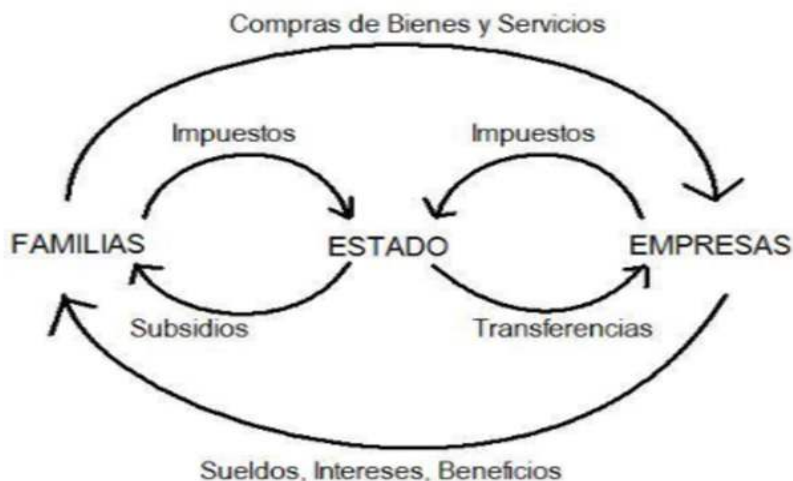 Compras de Bienes y Servicios
Impuestos Impuestos
FAMILIAS ESTADO EMPRESAS
Subsidios Transferencias
Sueldos, Intereses, Beneficios